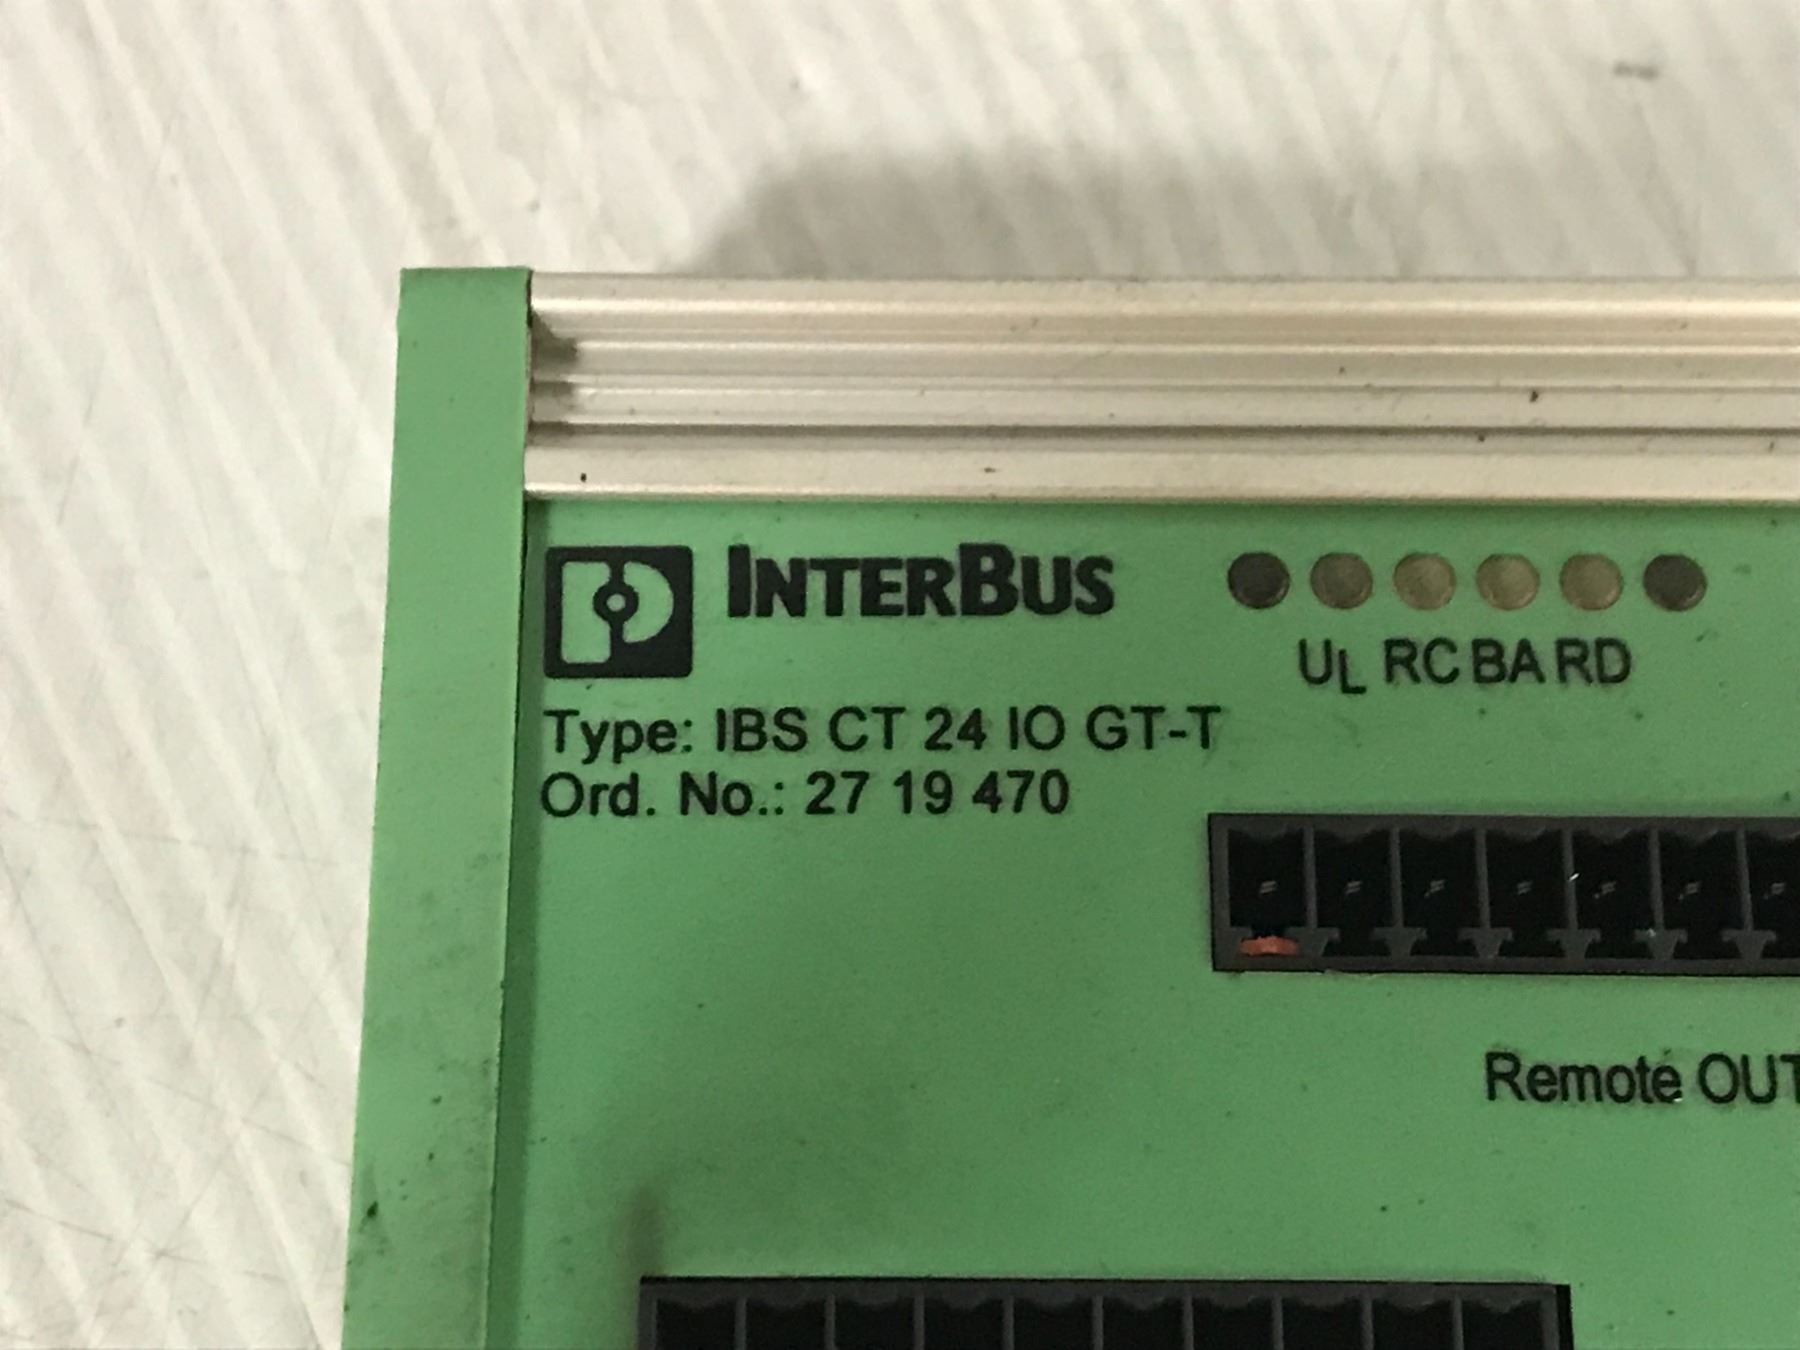 INTERBUS
UL RC BA RD
Type: IBS CT 24 IO GT-T
Ord. No.: 27 19 470
Remote OUT